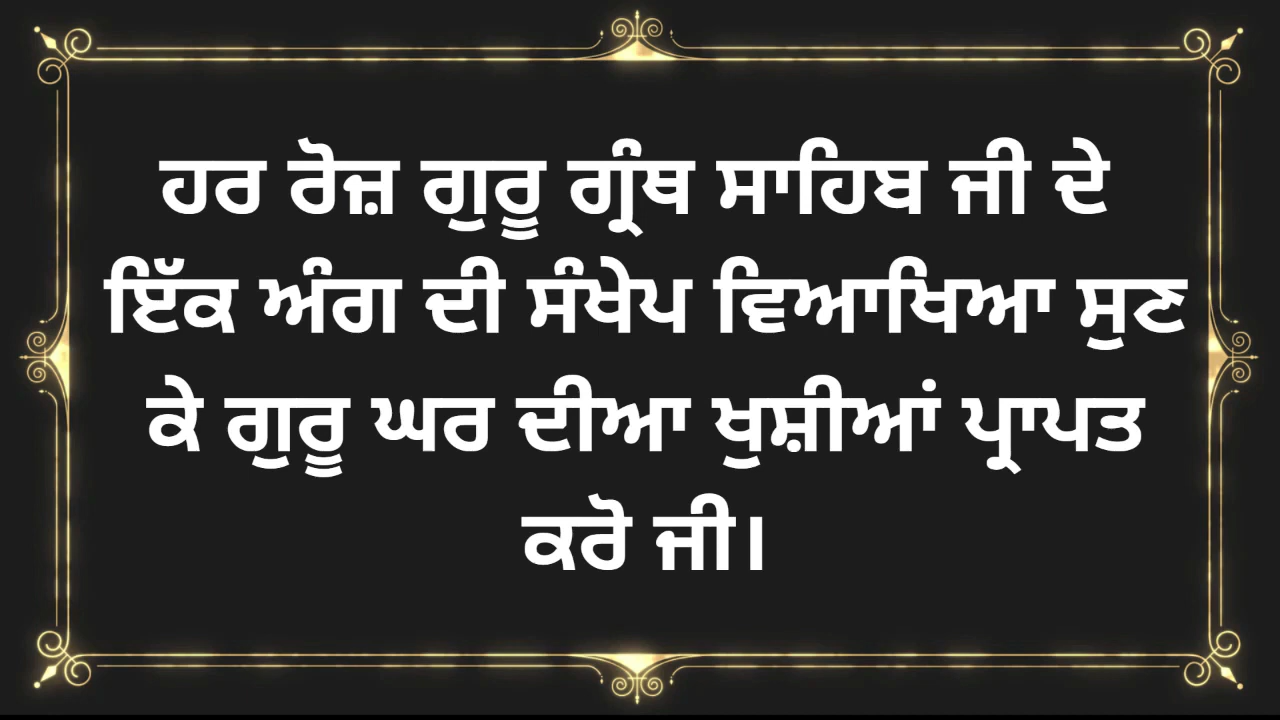 ਹਰ ਰੋਜ਼ ਗੁਰੂ ਗ੍ਰੰਥ ਸਾਹਿਬ ਜੀ ਦੇ
ਇੱਕ ਅੰਗ ਦੀ ਸੰਖੇਪ ਵਿਆਖਿਆ ਸੁਣ
ਕੇ ਗੁਰੂ ਘਰ ਦੀਆ ਖੁਸ਼ੀਆਂ ਪ੍ਰਾਪਤ
ਕਰੋ ਜੀ।